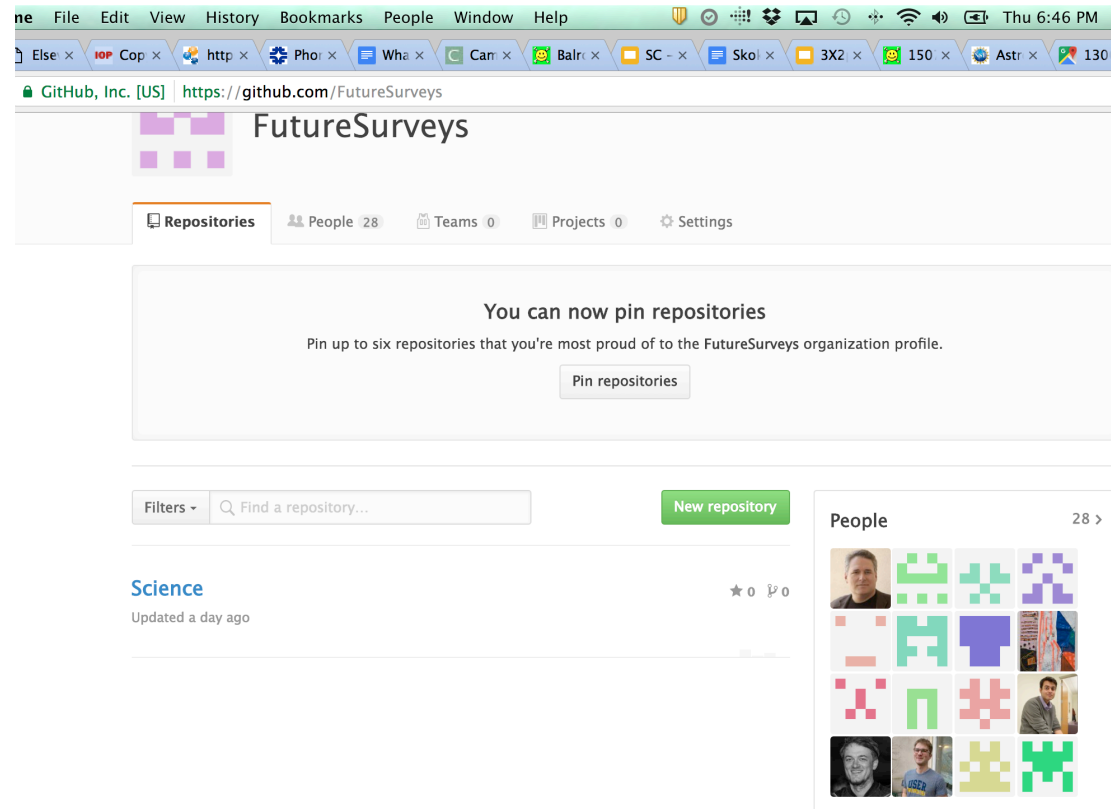 ne File Edit View History Bookmarks People Window Help Thu 6:46 PM
Else IOP Cop http Phon Wha C Cam Balro SC - Skok 3X2 150 Astr 130
GitHub, Inc. [US] https://github.com/FutureSurveys
FutureSurveys
Repositories People 28 Teams 0 Projects 0 Settings
You can now pin repositories
Pin up to six repositories that you're most proud of to the FutureSurveys organization profile.
Pin repositories
Filters Find a repository... New repository
People 28
Science 0 0
Updated a day ago
USER